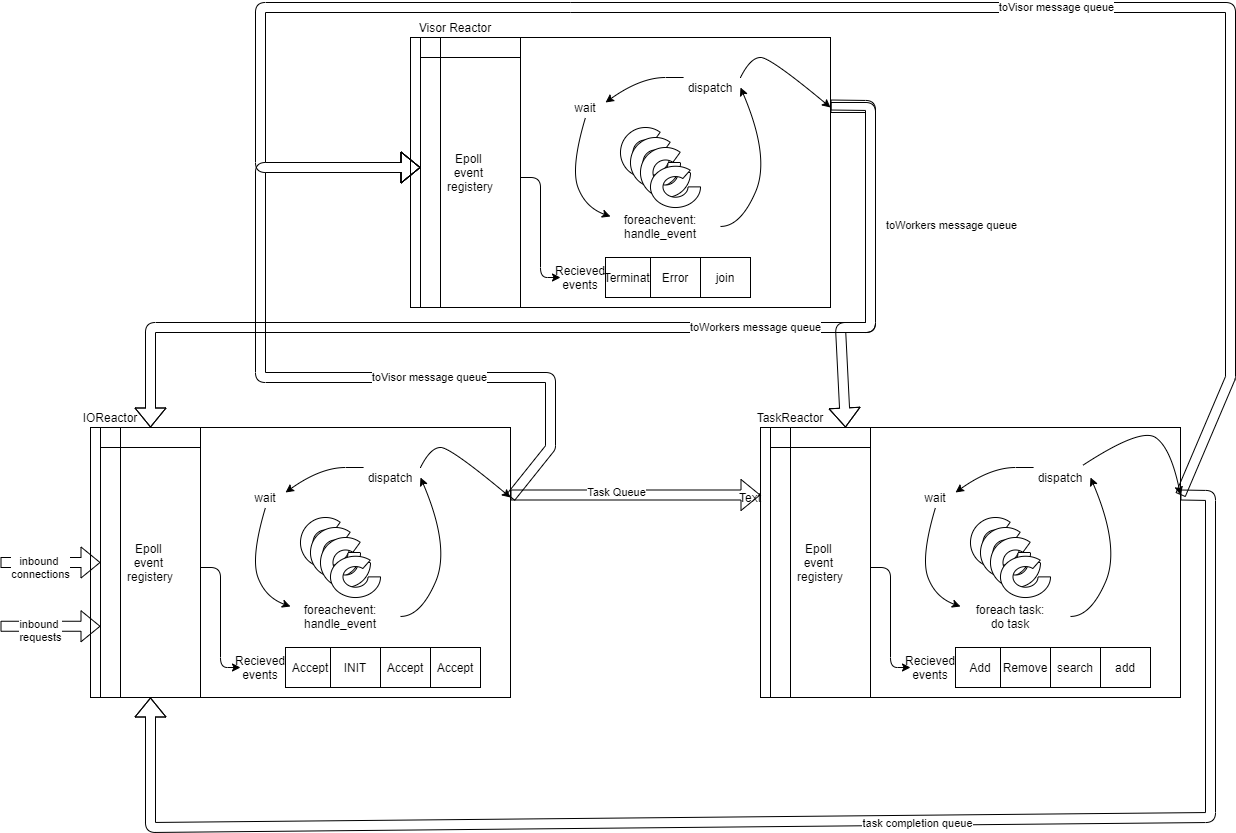 toVisor message queue
Visor Reactor
dispatch
wait
Epoll
event
registery
foreachevent:
handle_event
toWorkers message queue
Recieved
events
Terminat
Error
join
toWorkers message queue
toVisor message queue
IOReactor
TaskReactor
dispatch
wait
Task Queue
Text
dispatch
wait
inbound
connections
inbound
requests
Epoll
event
registery
foreachevent:
handle_event
Recieved
events
Accept
INIT
Accept
Accept
Epoll
event
registery
foreach task:
do task
Recieved
events
Add
Remove
search
add
task completion queue